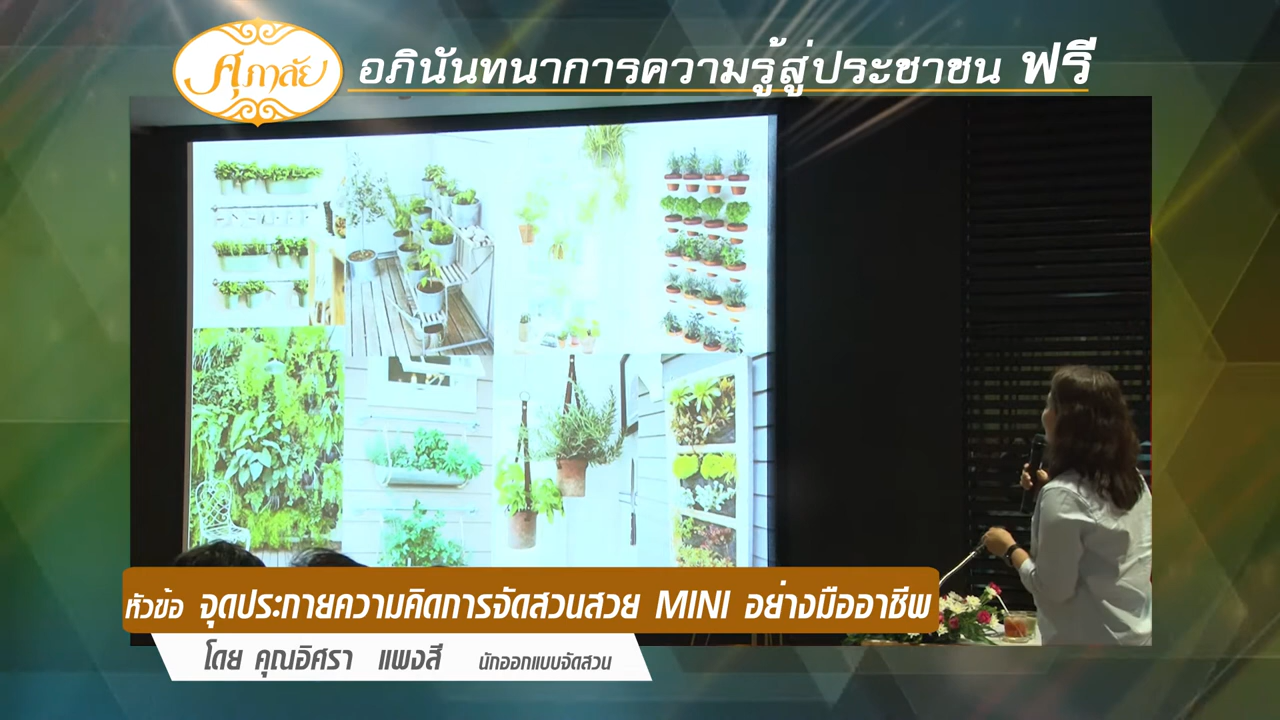 ศุภาลัย
อภินันทนาการความรู้สู่ประชาชน ฟรี
หัวข้อ จุดประกายความคิดการจัดสวนสวย MINI อย่างมืออาชีพ
โดย คุณอิศรา แพงสี นักออกแบบจัดสวน